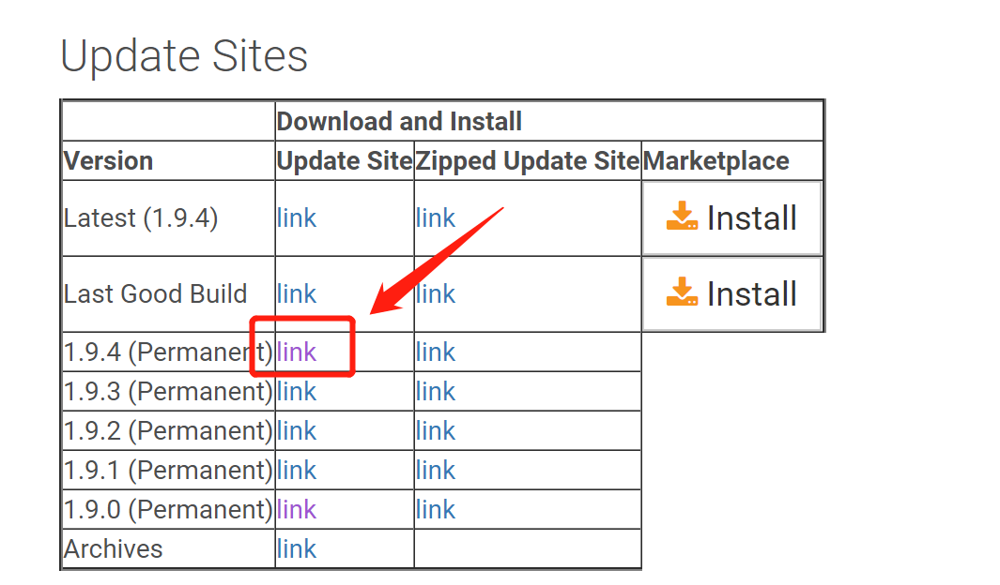 Update Sites
Download and Install
Version Update Site Zipped Update Site Marketplace
Latest (1.9.4) link link Install
Last Good Build link link Install
1.9.4 (Permanent) link link
1.9.3 (Permanent) link link
1.9.2 (Permanent) link link
1.9.1 (Permanent) link link
1.9.0 (Permanent) link link
Archives link